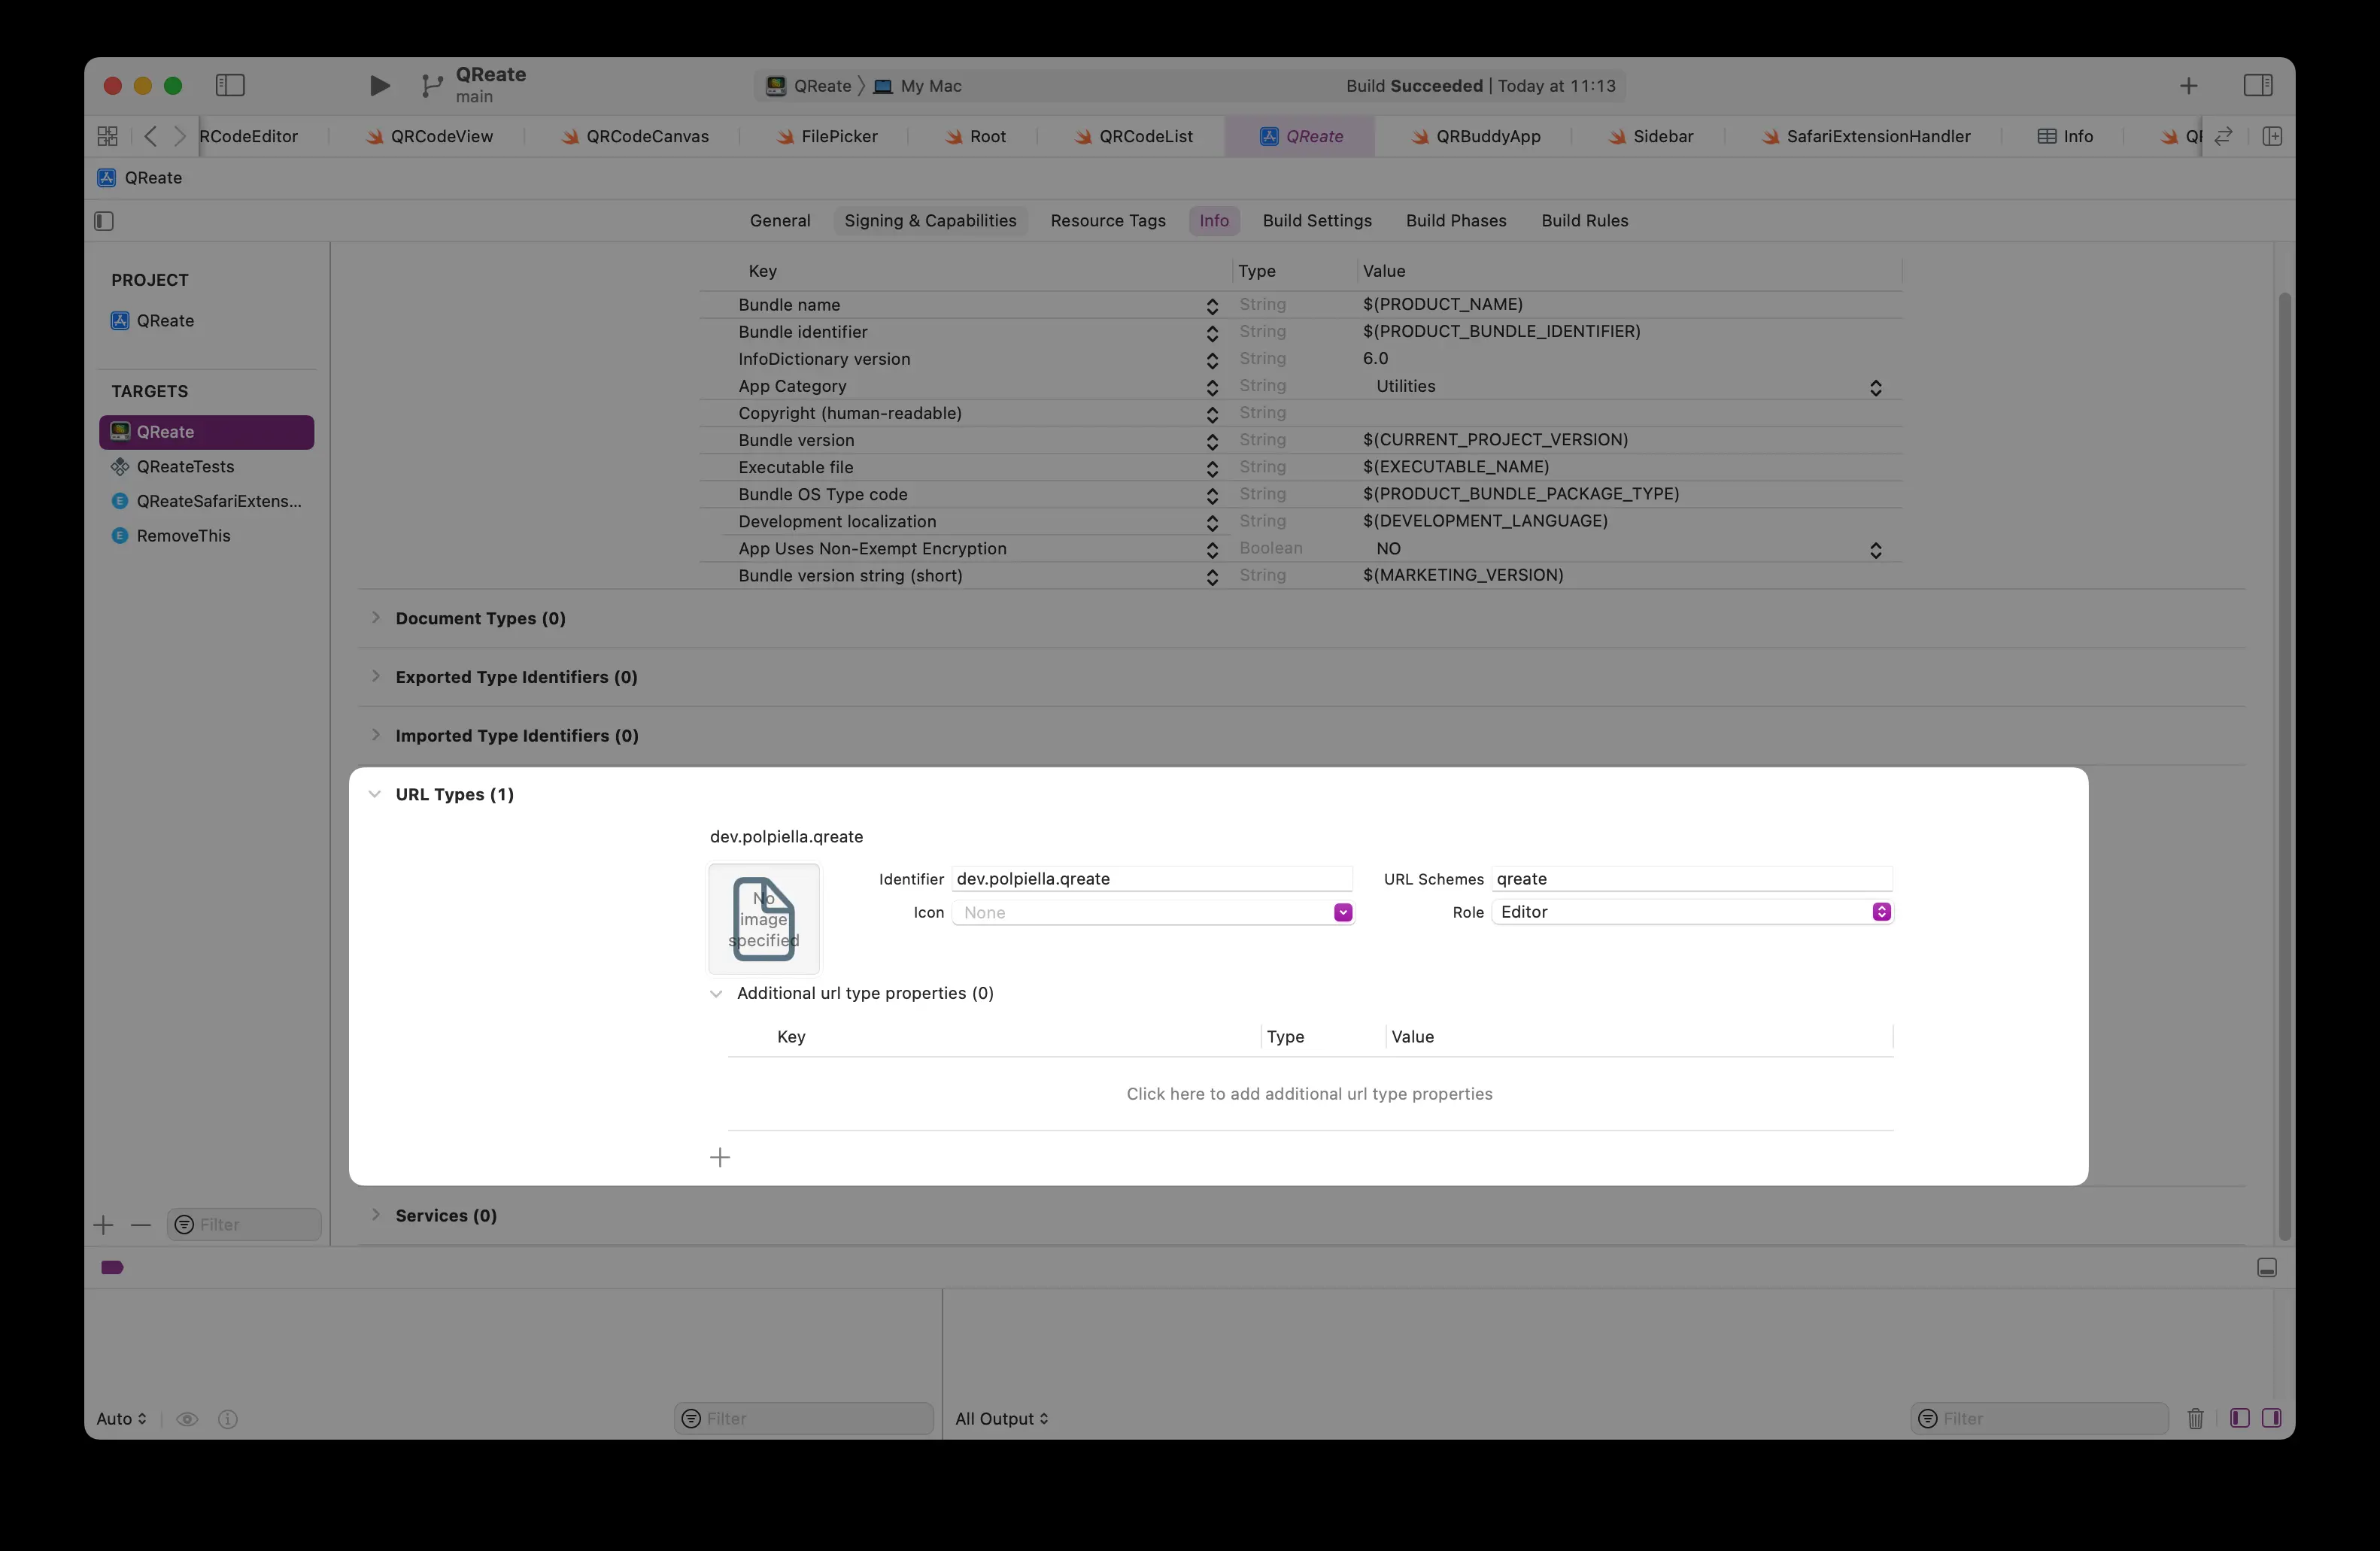 QReate
main
QReate
My Mac
Build Succeeded | Today at 11:13
RCodeEditor
QRCodeView
QRCodeCanvas
FilePicker
Root
QRCodeList
QReate
QRBuddyApp
Sidebar
SafariExtensionHandler
Info
QReate
General
Signing & Capabilities
Resource Tags
Info
Build Settings
Build Phases
Build Rules
PROJECT
QReate
TARGETS
QReate
QReateTests
QReateSafariExtens...
RemoveThis
Filter
Key Type Value
Bundle name String $(PRODUCT_NAME)
Bundle identifier String $(PRODUCT_BUNDLE_IDENTIFIER)
InfoDictionary version String 6.0
App Category String Utilities
Copyright (human-readable) String
Bundle version String $(CURRENT_PROJECT_VERSION)
Executable file String $(EXECUTABLE_NAME)
Bundle OS Type code String $(PRODUCT_BUNDLE_PACKAGE_TYPE)
Development localization String $(DEVELOPMENT_LANGUAGE)
App Uses Non-Exempt Encryption Boolean NO
Bundle version string (short) String $(MARKETING_VERSION)
Document Types (0)
Exported Type Identifiers (0)
Imported Type Identifiers (0)
URL Types (1)
dev.polpiella.qreate
No
image
specified
Identifier dev.polpiella.qreate
URL Schemes qreate
Icon None
Role Editor
Additional url type properties (0)
Key Type Value
Click here to add additional url type properties
Services (0)
Auto
Filter
All Output
Filter